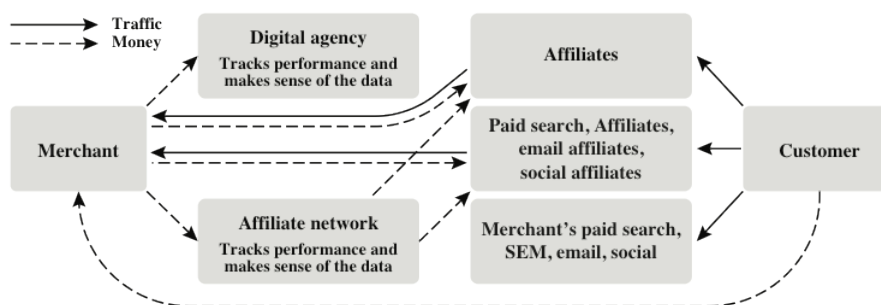 Traffic
Money
Digital agency
Tracks performance and
makes sense of the data
Affiliates
Merchant
Paid search, Affiliates,
email affiliates,
social affiliates
Customer
Affiliate network
Tracks performance and
makes sense of the data
Merchant's paid search,
SEM, email, social